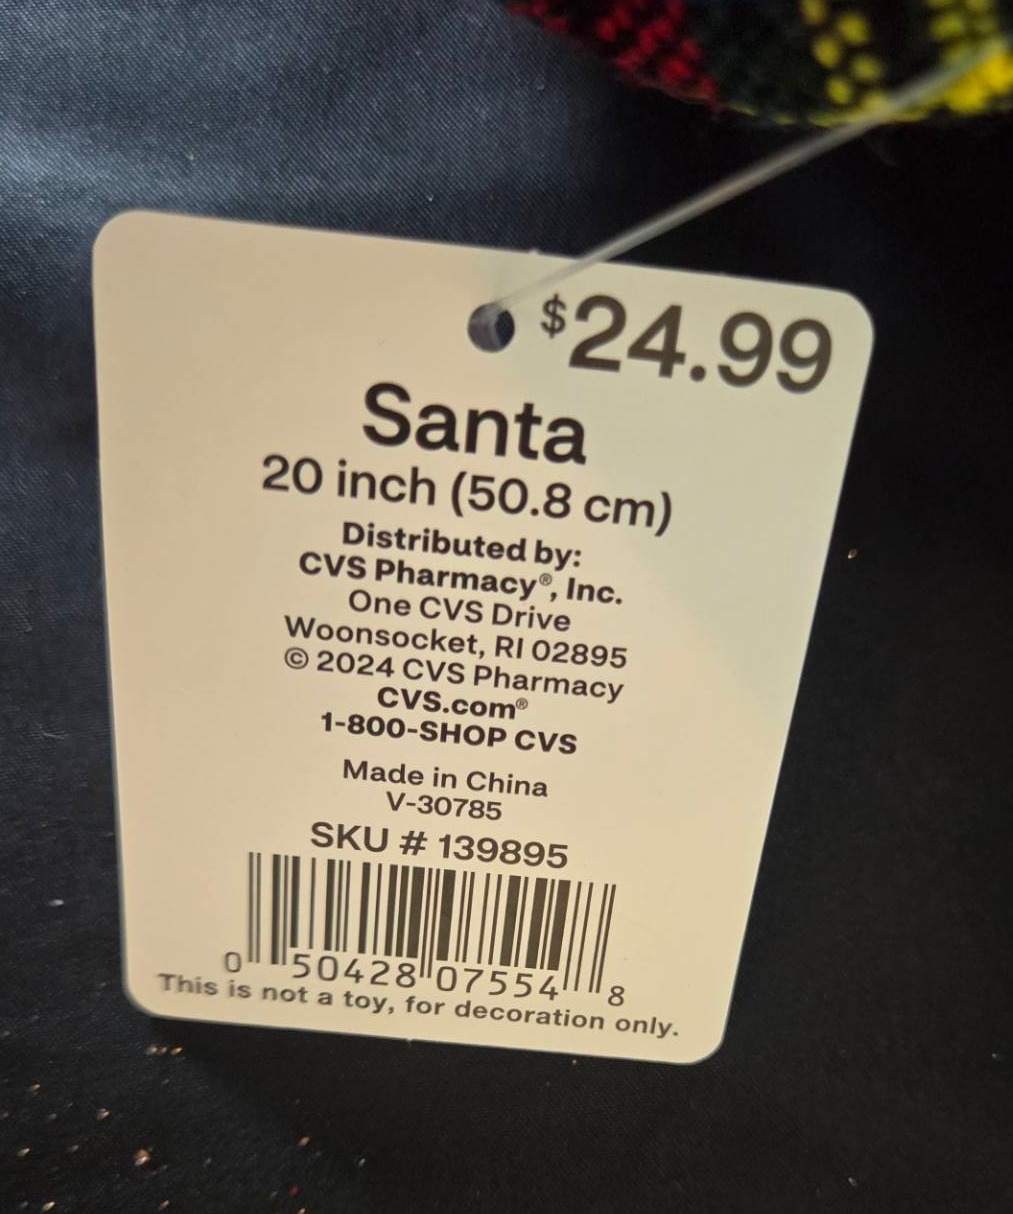 $24.99
Santa
20 inch (50.8 cm)
Distributed by:
CVS Pharmacy®, Inc.
One CVS Drive
Woonsocket, RI 02895
© 2024 CVS Pharmacy
CVS.com®
1-800-SHOP CVS
Made in China
V-30785
SKU # 139895
0 50428 07554 8
This is not a toy, for decoration only.